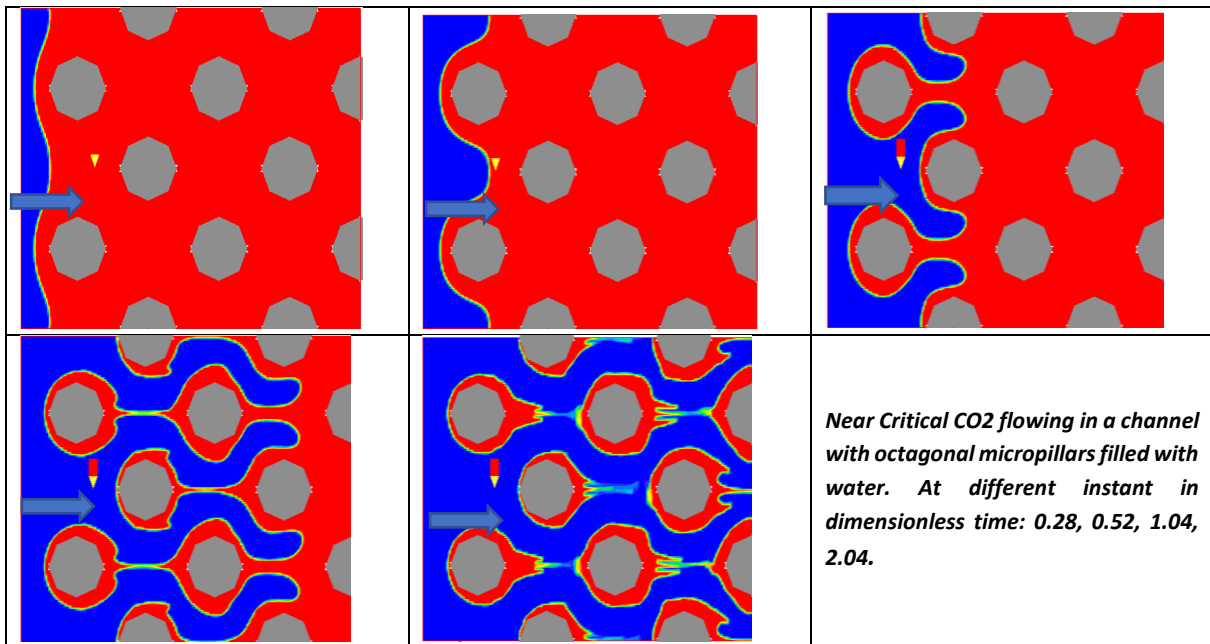 Near Critical CO2 flowing in a channel
with octagonal micropillars filled with
water. At different instant in
dimensionless time: 0.28, 0.52, 1.04,
2.04.